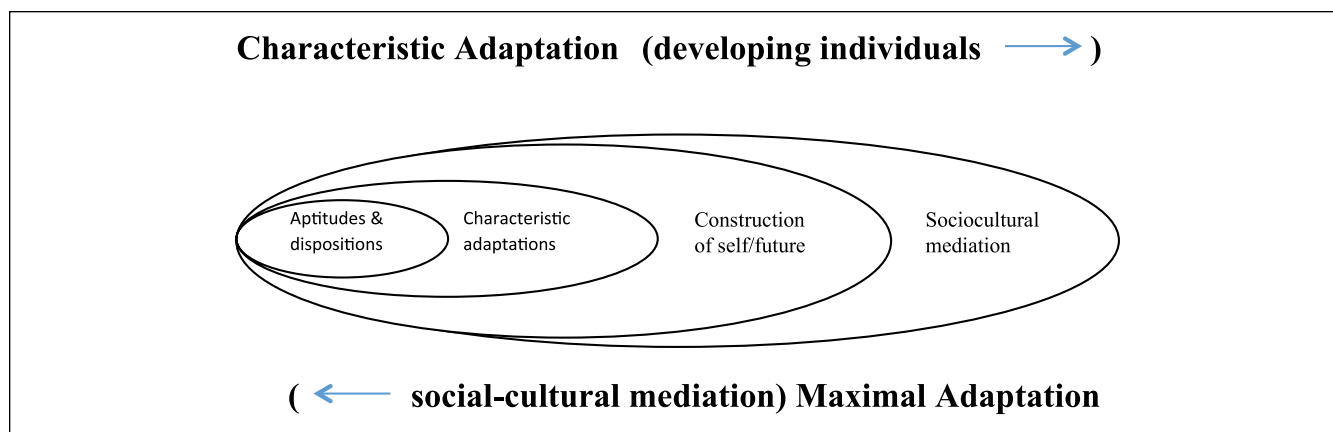 Characteristic Adaptation (developing individuals → )
Aptitudes &
dispositions
Characteristic
adaptations
Construction
of self/future
Sociocultural
mediation
( ← social-cultural mediation) Maximal Adaptation